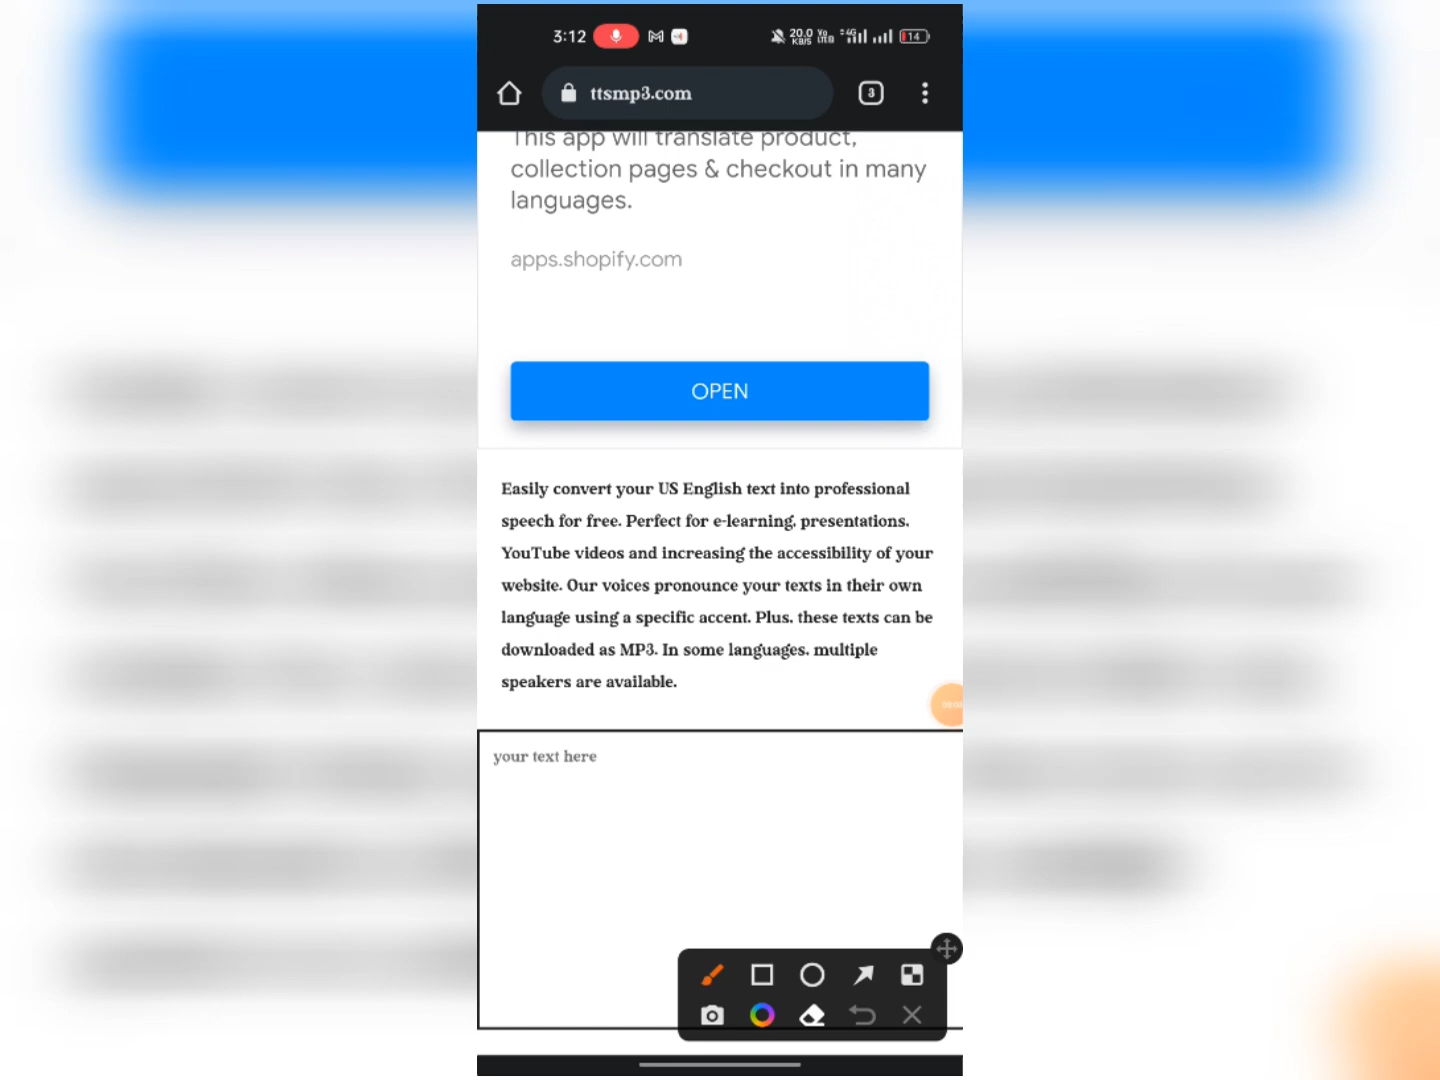 3:12
20.0 KB/S
Vo LTE
4G
14
ttsmp3.com
3
This app will translate product,
collection pages & checkout in many
languages.
apps.shopify.com
OPEN
Easily convert your US English text into professional
speech for free. Perfect for e-learning, presentations,
YouTube videos and increasing the accessibility of your
website. Our voices pronounce your texts in their own
language using a specific accent. Plus, these texts can be
downloaded as MP3. In some languages, multiple
speakers are available.
your text here